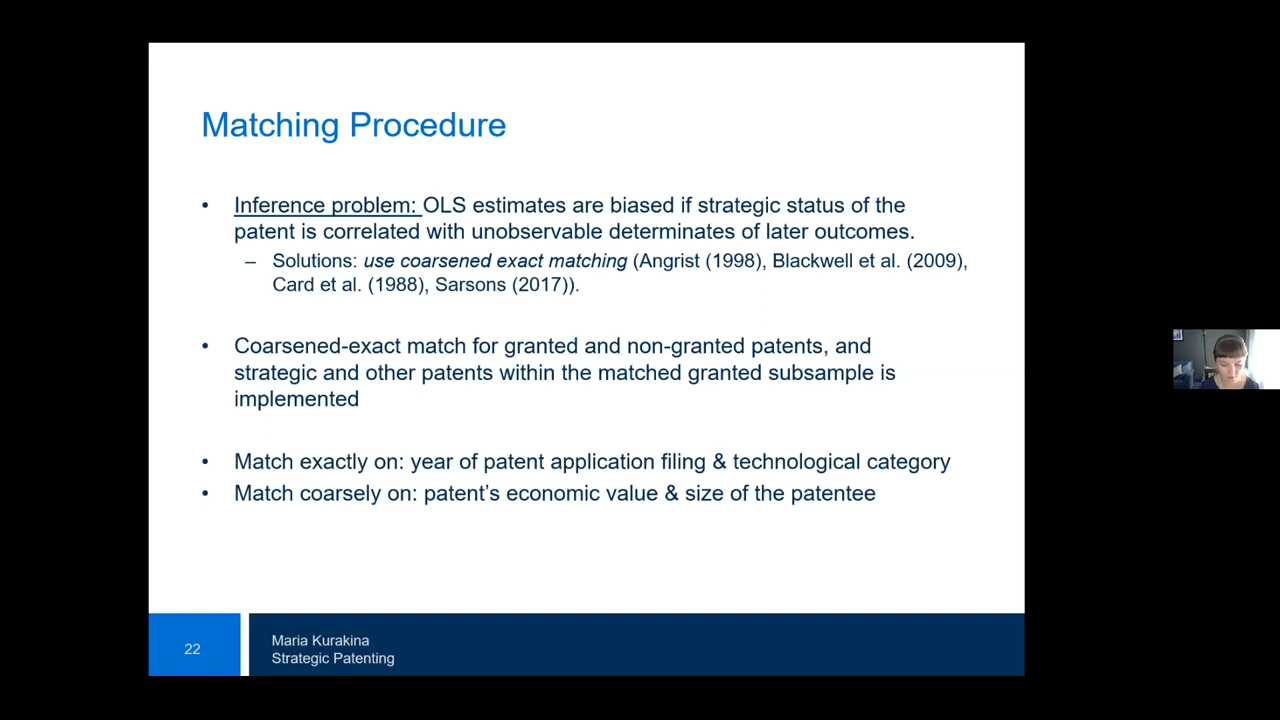 Matching Procedure
• Inference problem: OLS estimates are biased if strategic status of the
patent is correlated with unobservable determinates of later outcomes.
– Solutions: use coarsened exact matching (Angrist (1998), Blackwell et al. (2009),
Card et al. (1988), Sarsons (2017)).
• Coarsened-exact match for granted and non-granted patents, and
strategic and other patents within the matched granted subsample is
implemented
• Match exactly on: year of patent application filing & technological category
• Match coarsely on: patent's economic value & size of the patentee
22
Maria Kurakina
Strategic Patenting